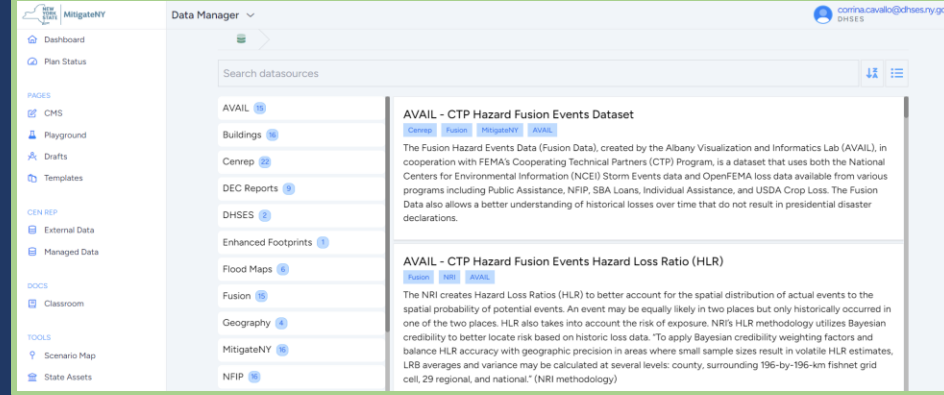 NEW
YORK
STATE
MitigateNY
Data Manager
corrina.cavallo@dhses.ny.go
DHSES
Dashboard
Plan Status
PAGES
CMS
Playground
Drafts
Templates
CEN REP
External Data
Managed Data
DOCS
Classroom
TOOLS
Scenario Map
State Assets
Search datasources
AVAIL 15
Buildings 16
Cenrep 22
DEC Reports 9
DHSES 2
Enhanced Footprints 1
Flood Maps 6
Fusion 15
Geography 4
MitigateNY 16
NFIP 16
AVAIL - CTP Hazard Fusion Events Dataset
Cenrep Fusion MitigateNY AVAIL
The Fusion Hazard Events Data (Fusion Data), created by the Albany Visualization and Informatics Lab (AVAIL), in
cooperation with FEMA's Cooperating Technical Partners (CTP) Program, is a dataset that uses both the National
Centers for Environmental Information (NCEI) Storm Events data and OpenFEMA loss data available from various
programs including Public Assistance, NFIP, SBA Loans, Individual Assistance, and USDA Crop Loss. The Fusion
Data also allows a better understanding of historical losses over time that do not result in presidential disaster
declarations.
AVAIL - CTP Hazard Fusion Events Hazard Loss Ratio (HLR)
Fusion NRI AVAIL
The NRI creates Hazard Loss Ratios (HLR) to better account for the spatial distribution of actual events to the
spatial probability of potential events. An event may be equally likely in two places but only historically occurred in
one of the two places. HLR also takes into account the risk of exposure. NRI's HLR methodology utilizes Bayesian
credibility to better locate risk based on historic loss data. "To apply Bayesian credibility weighting factors and
balance HLR accuracy with geographic precision in areas where small sample sizes result in volatile HLR estimates,
LRB averages and variance may be calculated at several levels: county, surrounding 196-by-196-km fishnet grid
cell, 29 regional, and national." (NRI methodology)